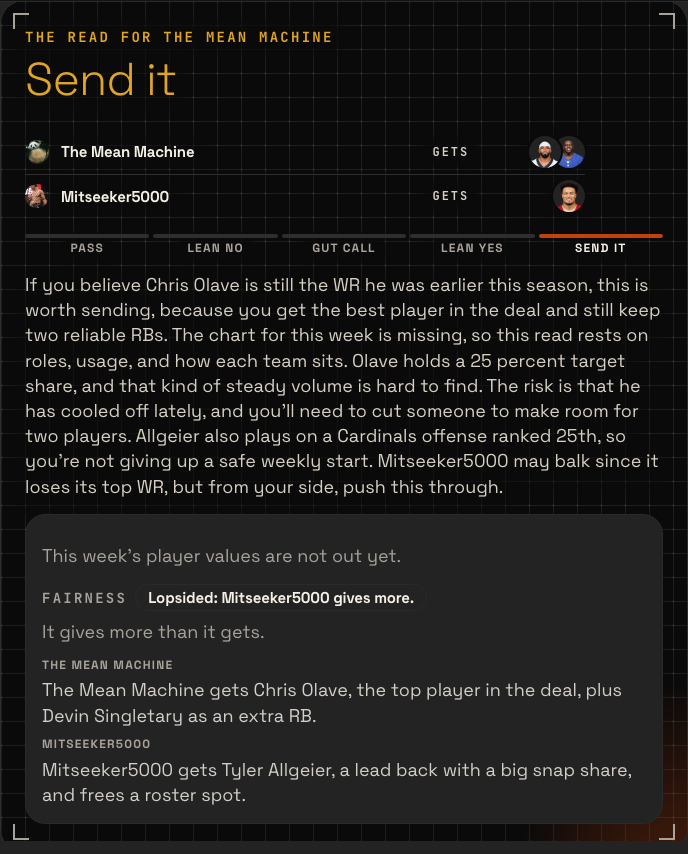 THE READ FOR THE MEAN MACHINE
Send it
The Mean Machine GETS
Mitseeker5000 GETS
PASS LEAN NO GUT CALL LEAN YES SEND IT
If you believe Chris Olave is still the WR he was earlier this season, this is
worth sending, because you get the best player in the deal and still keep
two reliable RBs. The chart for this week is missing, so this read rests on
roles, usage, and how each team sits. Olave holds a 25 percent target
share, and that kind of steady volume is hard to find. The risk is that he
has cooled off lately, and you'll need to cut someone to make room for
two players. Allgeier also plays on a Cardinals offense ranked 25th, so
you're not giving up a safe weekly start. Mitseeker5000 may balk since it
loses its top WR, but from your side, push this through.
This week's player values are not out yet.
FAIRNESS Lopsided: Mitseeker5000 gives more.
It gives more than it gets.
THE MEAN MACHINE
The Mean Machine gets Chris Olave, the top player in the deal, plus
Devin Singletary as an extra RB.
MITSEEKER5000
Mitseeker5000 gets Tyler Allgeier, a lead back with a big snap share,
and frees a roster spot.